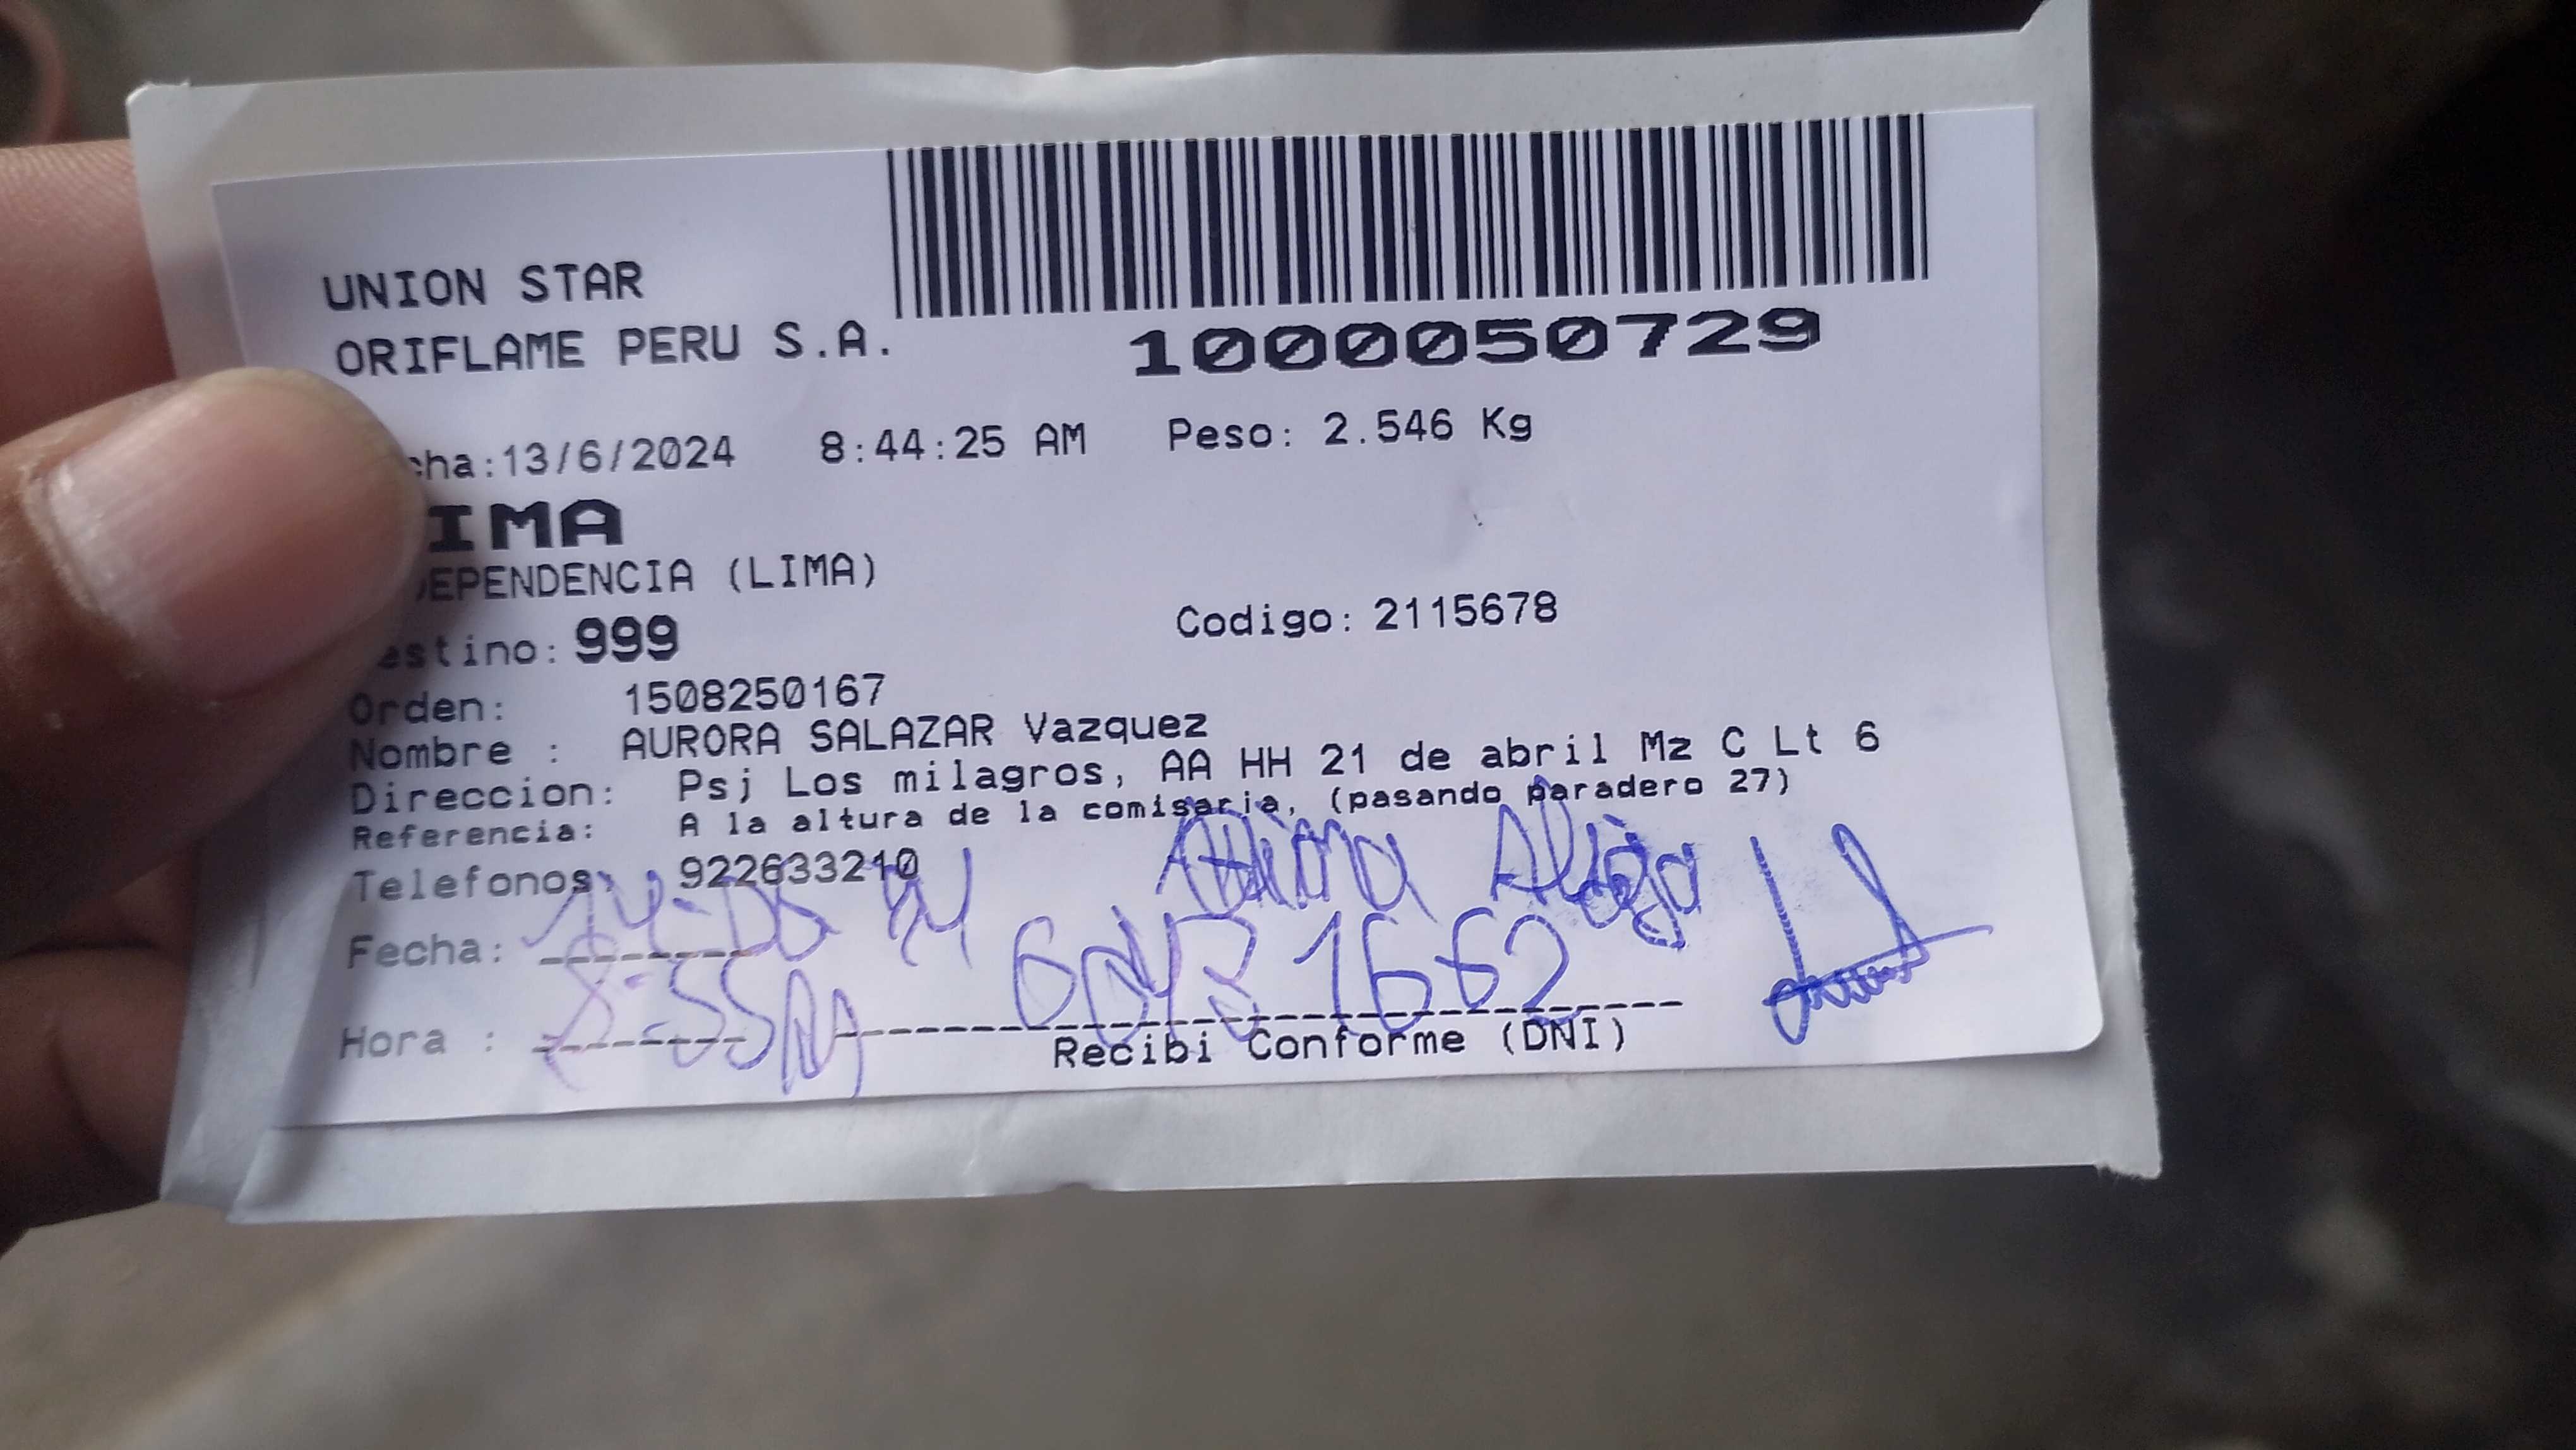 UNION STAR
ORIFLAME PERU S.A.
1000050729
cha:13/6/2024 8:44:25 AM Peso: 2.546 Kg
IMA
DEPENDENCIA (LIMA)
estino: 999 Codigo: 2115678
Orden: 1508250167
Nombre : AURORA SALAZAR Vazquez
Direccion: Psj Los milagros, AA HH 21 de abril Mz C Lt 6
Referencia: A la altura de la comisaria, (pasando paradero 27)
Telefonos: 922633210
Fecha:
Hora :
Recibi Conforme (DNI)